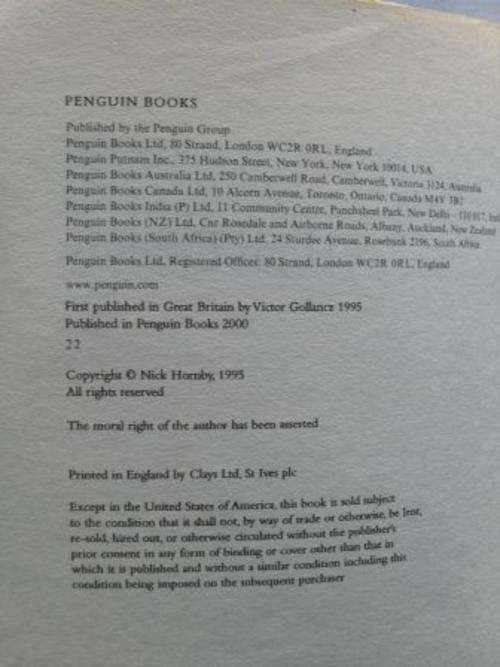 PENGUIN BOOKS
Published by the Penguin Group
Penguin Books Ltd, 80 Strand, London WC2R 0RL, England
Penguin Putnam Inc., 375 Hudson Street, New York, New York 10014, USA
Penguin Books Australia Ltd, 250 Camberwell Road, Camberwell, Victoria 3124, Australia
Penguin Books Canada Ltd, 10 Alcorn Avenue, Toronto, Ontario, Canada M4V 3B2
Penguin Books India (P) Ltd, 11 Community Centre, Panchsheel Park, New Delhi – 110 017,
Penguin Books (NZ) Ltd, Cnr Rosedale and Airborne Roads, Albany, Auckland, New Zealand
Penguin Books (South Africa) (Pty) Ltd, 24 Sturdee Avenue, Rosebank 2196, South Africa
Penguin Books Ltd, Registered Offices: 80 Strand, London WC2R 0RL, England
www.penguin.com
First published in Great Britain by Victor Gollancz 1995
Published in Penguin Books 2000
22
Copyright © Nick Hornby, 1995
All rights reserved
The moral right of the author has been asserted
Printed in England by Clays Ltd, St Ives plc
Except in the United States of America, this book is sold subject
to the condition that it shall not, by way of trade or otherwise, be lent,
re-sold, hired out, or otherwise circulated without the publisher's
prior consent in any form of binding or cover other than that in
which it is published and without a similar condition including this
condition being imposed on the subsequent purchaser